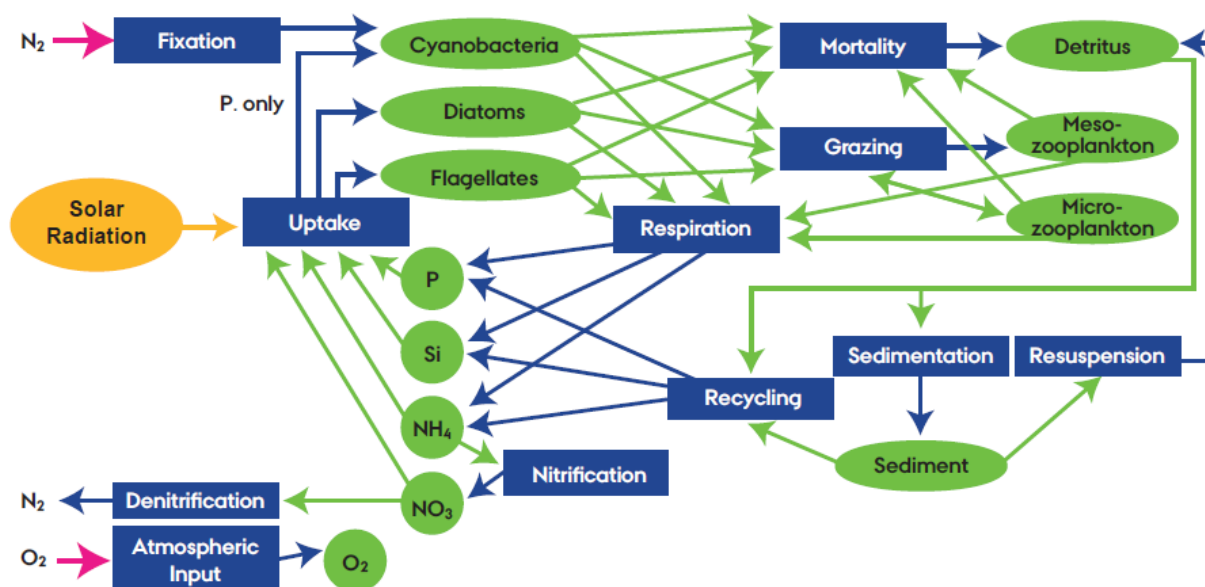 N₂
Fixation
Cyanobacteria
Mortality
Detritus
P. only
Diatoms
Meso-
zooplankton
Grazing
Flagellates
Solar
Radiation
Uptake
Respiration
Micro-
zooplankton
P
Si
Sedimentation
Resuspension
Recycling
NH₄
Sediment
Nitrification
N₂
Denitrification
NO₃
O₂
Atmospheric
Input
O₂